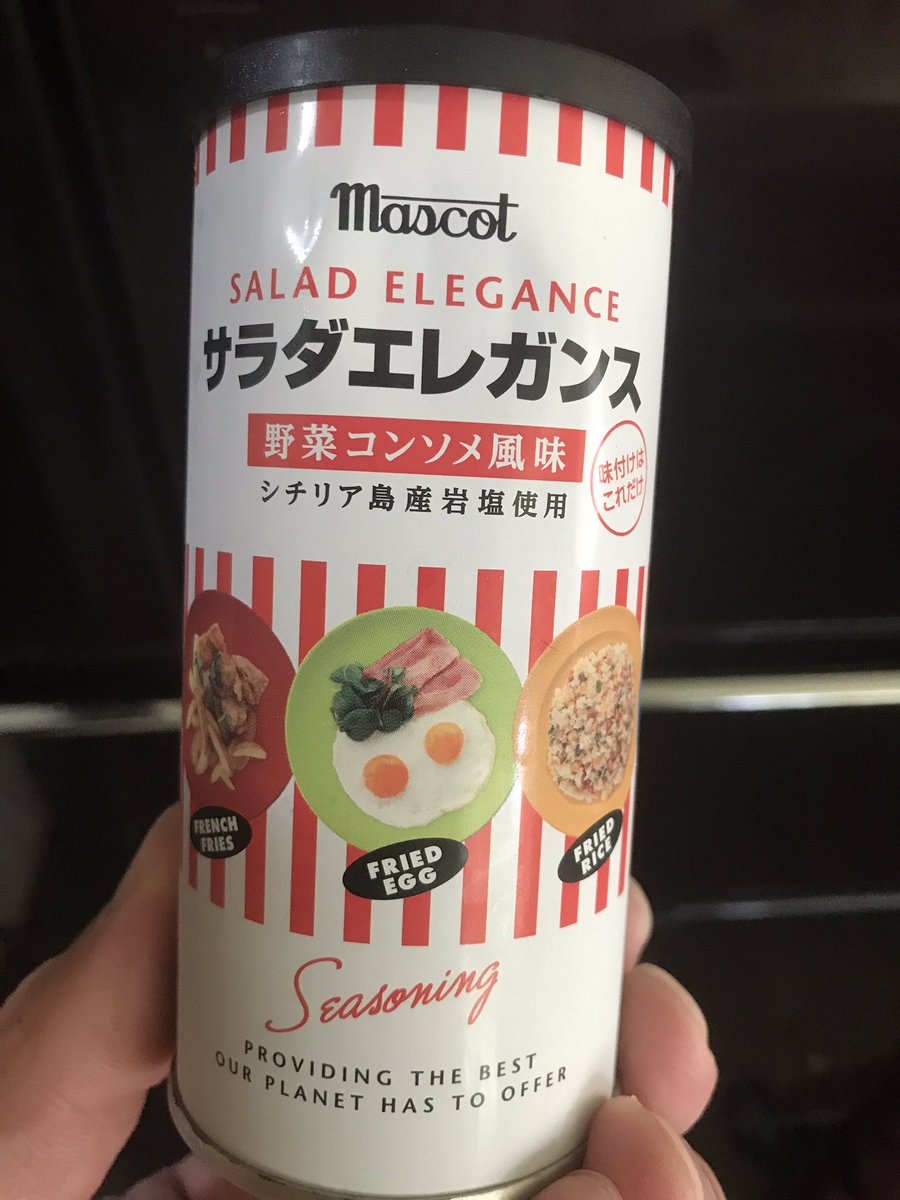 mascot
SALAD ELEGANCE
サラダエレガンス
野菜コンソメ風味
味付けは
これだけ
シチリア島産岩塩使用
FRENCH
FRIES
FRIED
EGG
FRIED
RICE
Seasoning
PROVIDING THE BEST
OUR PLANET HAS TO OFFER